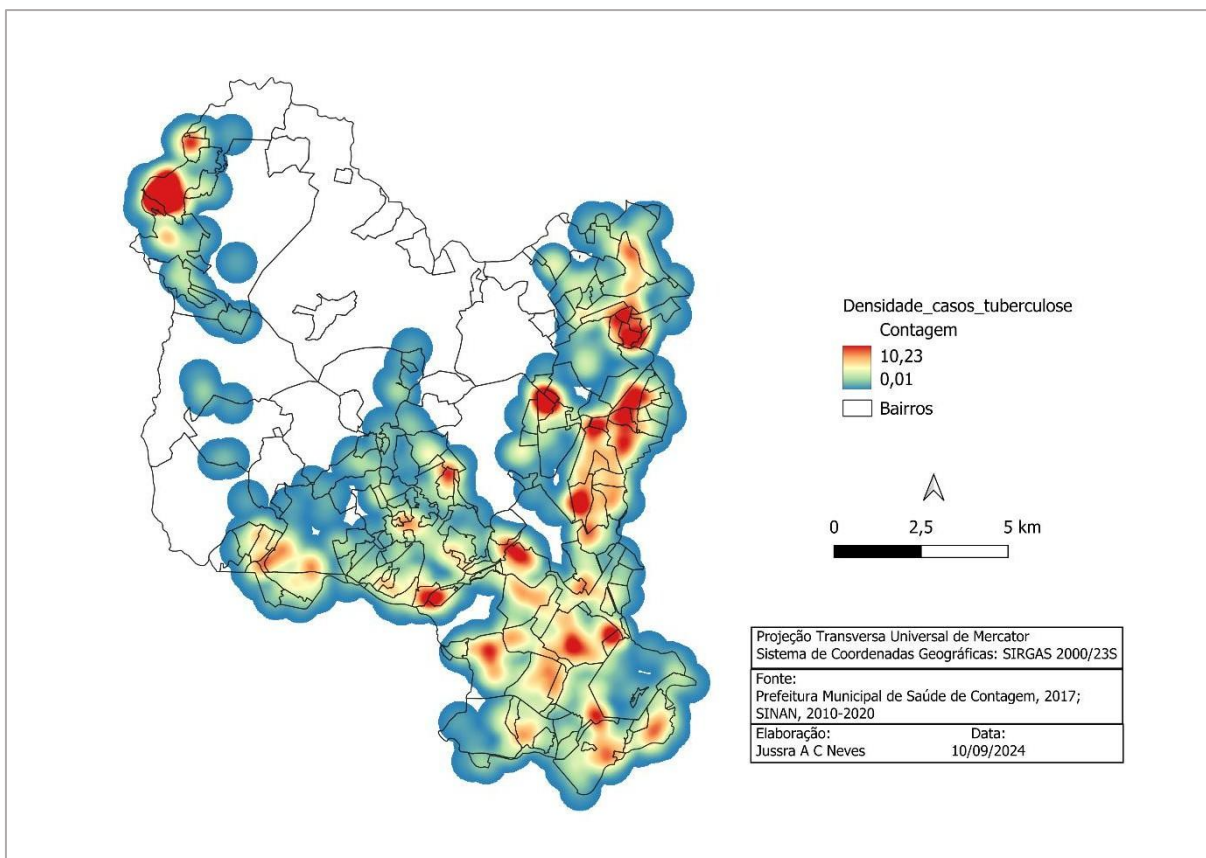 Densidade_casos_tuberculose
Contagem
10,23
0,01
Bairros
0 2,5 5 km
Projeção Transversa Universal de Mercator
Sistema de Coordenadas Geográficas: SIRGAS 2000/23S
Fonte:
Prefeitura Municipal de Saúde de Contagem, 2017;
SINAN, 2010-2020
Elaboração: Data:
Jussra A C Neves 10/09/2024